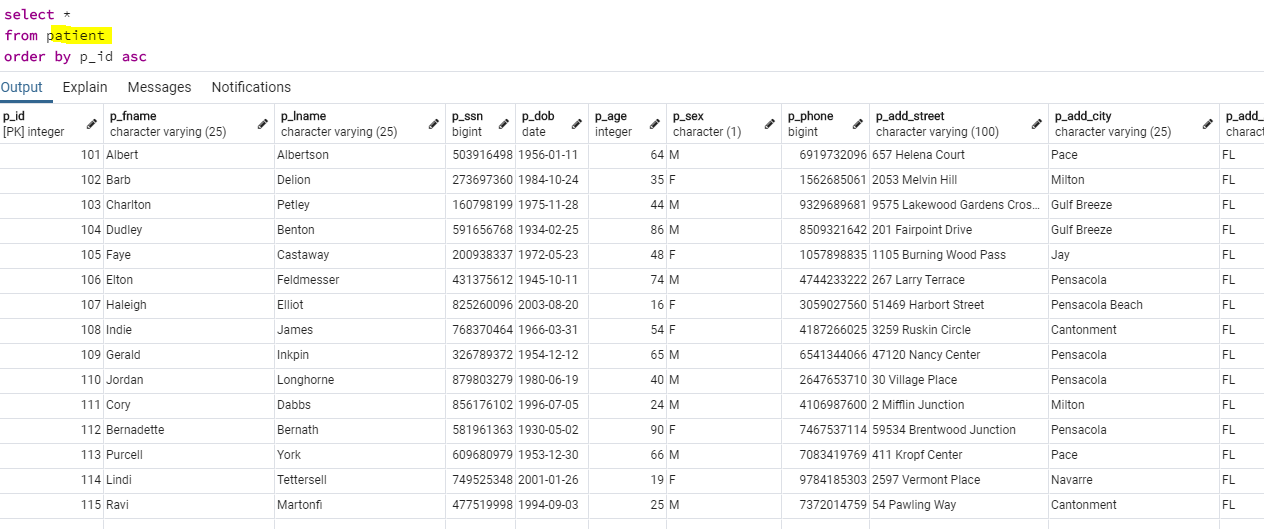 select *
from patient
order by p_id asc
Output Explain Messages Notifications
p_id p_fname p_lname p_ssn p_dob p_age p_sex p_phone p_add_street p_add_city p_add_
[PK] integer character varying (25) character varying (25) bigint date integer character (1) bigint character varying (100) character varying (25) charact
101 Albert Albertson 503916498 1956-01-11 64 M 6919732096 657 Helena Court Pace FL
102 Barb Delion 273697360 1984-10-24 35 F 1562685061 2053 Melvin Hill Milton FL
103 Charlton Petley 160798199 1975-11-28 44 M 9329689681 9575 Lakewood Gardens Cros... Gulf Breeze FL
104 Dudley Benton 591656768 1934-02-25 86 M 8509321642 201 Fairpoint Drive Gulf Breeze FL
105 Faye Castaway 200938337 1972-05-23 48 F 1057898835 1105 Burning Wood Pass Jay FL
106 Elton Feldmesser 431375612 1945-10-11 74 M 4744233222 267 Larry Terrace Pensacola FL
107 Haleigh Elliot 825260096 2003-08-20 16 F 3059027560 51469 Harbort Street Pensacola Beach FL
108 Indie James 768370464 1966-03-31 54 F 4187266025 3259 Ruskin Circle Cantonment FL
109 Gerald Inkpin 326789372 1954-12-12 65 M 6541344066 47120 Nancy Center Pensacola FL
110 Jordan Longhorne 879803279 1980-06-19 40 M 2647653710 30 Village Place Pensacola FL
111 Cory Dabbs 856176102 1996-07-05 24 M 4106987600 2 Mifflin Junction Milton FL
112 Bernadette Bernath 581961363 1930-05-02 90 F 7467537114 59534 Brentwood Junction Pensacola FL
113 Purcell York 609680979 1953-12-30 66 M 7083419769 411 Kropf Center Pace FL
114 Lindi Tettersell 749525348 2001-01-26 19 F 9784185303 2597 Vermont Place Navarre FL
115 Ravi Martonfi 477519998 1994-09-03 25 M 7372014759 54 Pawling Way Cantonment FL